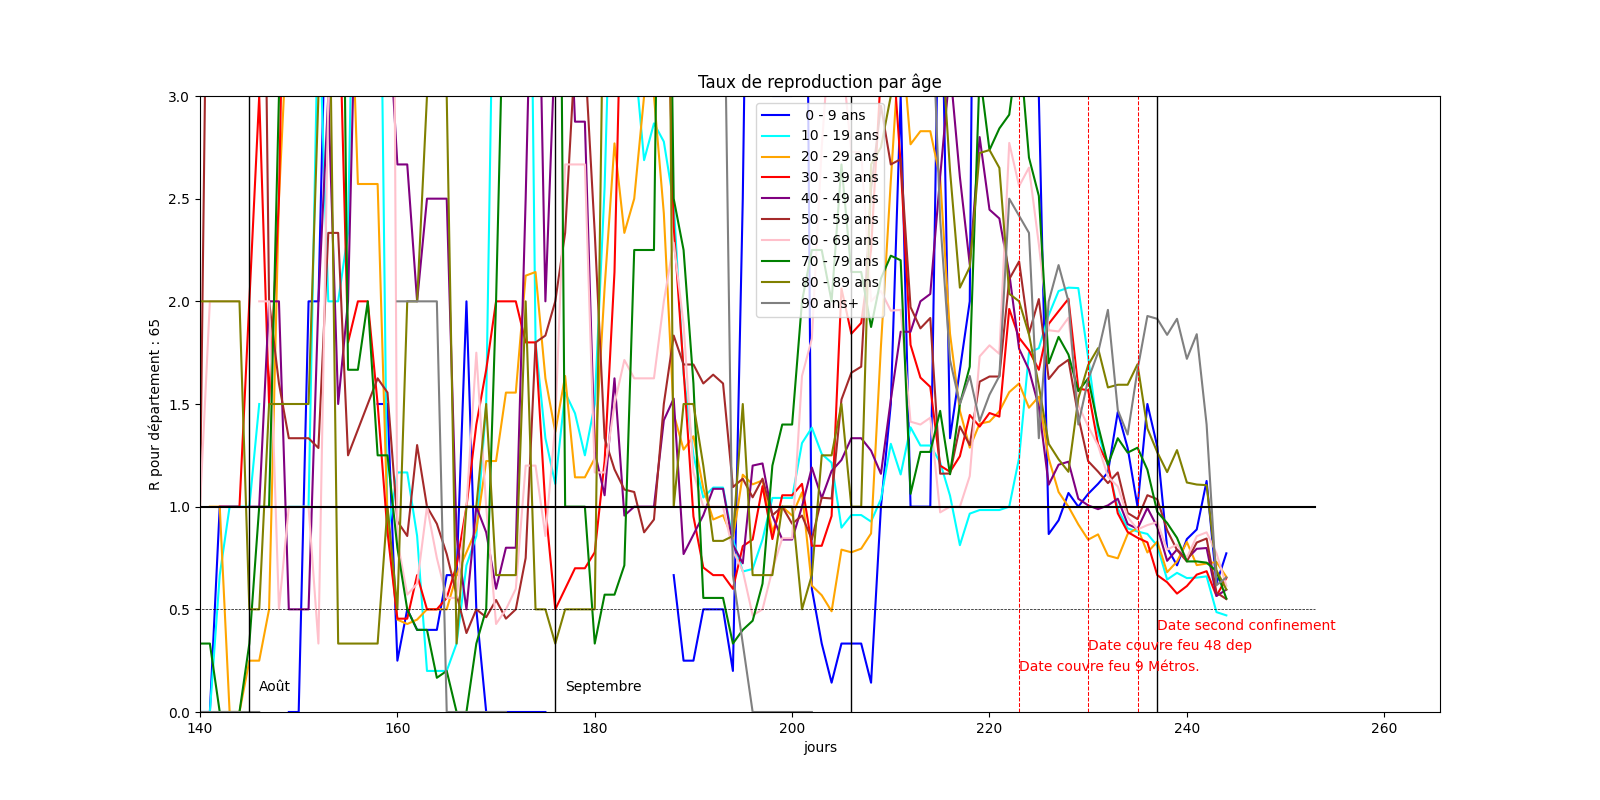 Taux de reproduction par âge
R pour département : 65
3.0
2.5
2.0
1.5
1.0
0.5
0.0
0 - 9 ans
10 - 19 ans
20 - 29 ans
30 - 39 ans
40 - 49 ans
50 - 59 ans
60 - 69 ans
70 - 79 ans
80 - 89 ans
90 ans+
Date second confinement
Date couvre feu 48 dep
Date couvre feu 9 Métros.
Août
Septembre
140
160
180
200
220
240
260
jours